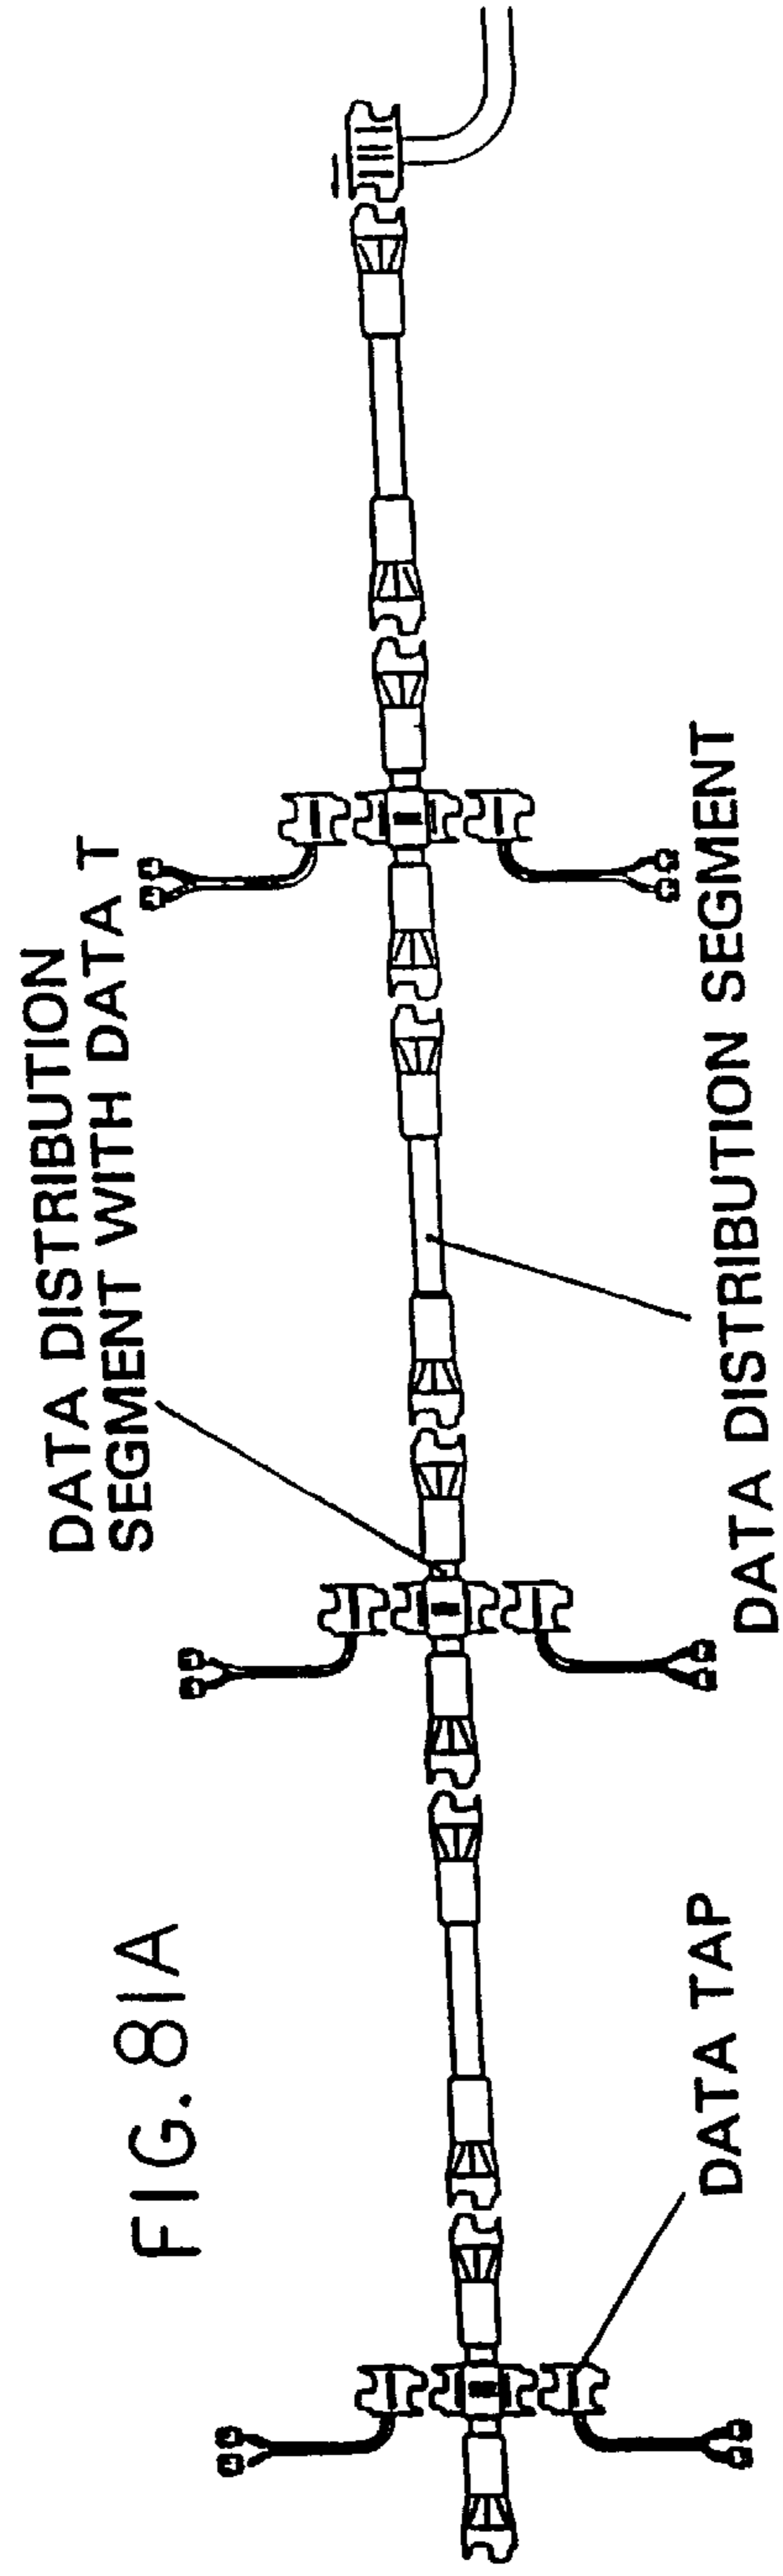 FIG. 81A
DATA DISTRIBUTION
SEGMENT WITH DATA T
DATA TAP
DATA DISTRIBUTION SEGMENT